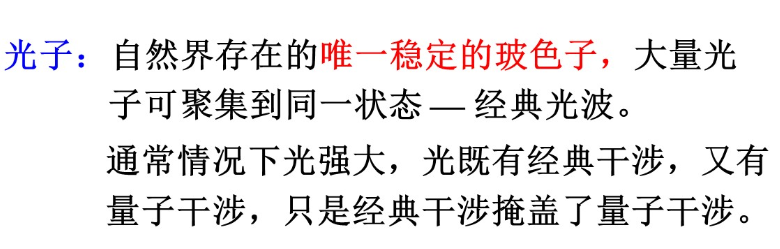 光子：自然界存在的唯一稳定的玻色子，大量光
子可聚集到同一状态 — 经典光波。
通常情况下光强大，光既有经典干涉，又有
量子干涉，只是经典干涉掩盖了量子干涉。